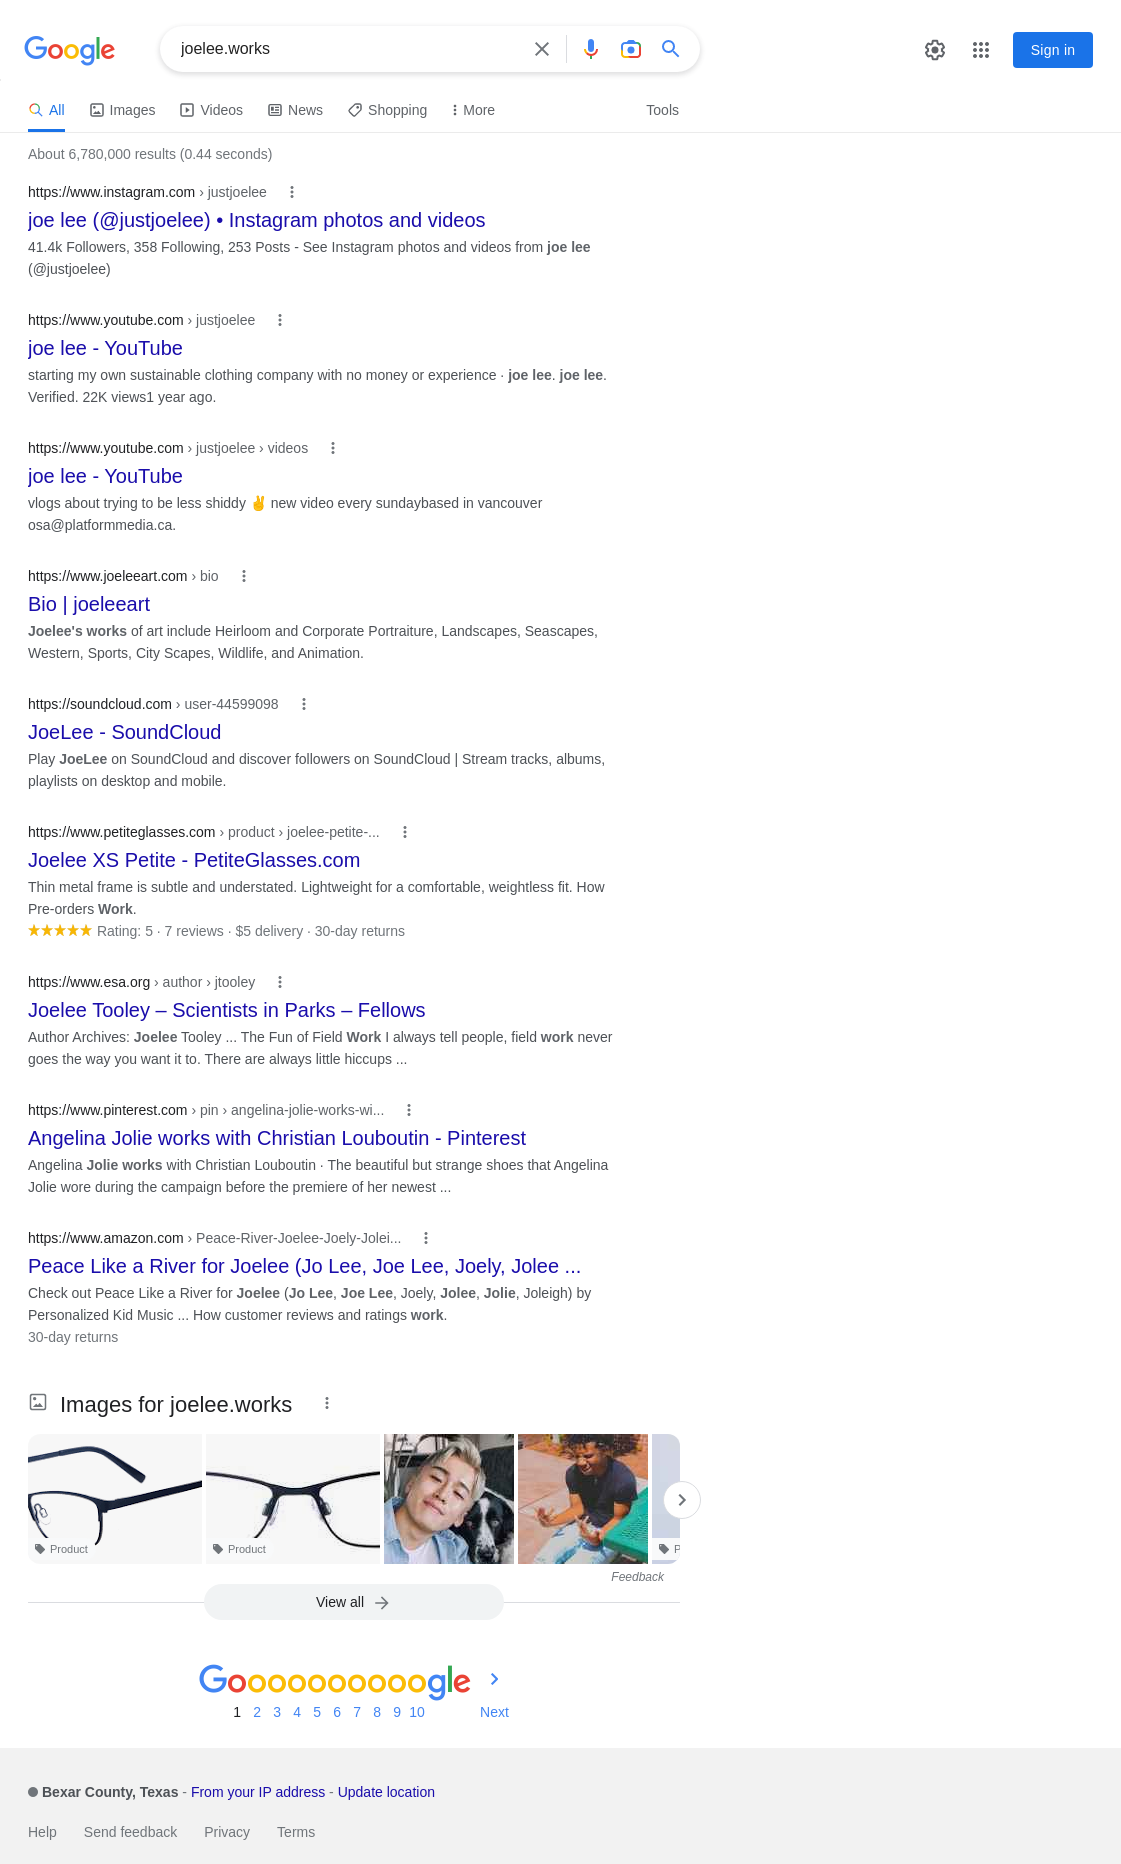 Google
joelee.works
Sign in
All
Images
Videos
News
Shopping
More
Tools
About 6,780,000 results (0.44 seconds)
https://www.instagram.com › justjoelee
joe lee (@justjoelee) • Instagram photos and videos
41.4k Followers, 358 Following, 253 Posts - See Instagram photos and videos from joe lee
(@justjoelee)
https://www.youtube.com › justjoelee
joe lee - YouTube
starting my own sustainable clothing company with no money or experience · joe lee. joe lee.
Verified. 22K views1 year ago.
https://www.youtube.com › justjoelee › videos
joe lee - YouTube
vlogs about trying to be less shiddy ✌ new video every sundaybased in vancouver
osa@platformmedia.ca.
https://www.joeleeart.com › bio
Bio | joeleeart
Joelee's works of art include Heirloom and Corporate Portraiture, Landscapes, Seascapes,
Western, Sports, City Scapes, Wildlife, and Animation.
https://soundcloud.com › user-44599098
JoeLee - SoundCloud
Play JoeLee on SoundCloud and discover followers on SoundCloud | Stream tracks, albums,
playlists on desktop and mobile.
https://www.petiteglasses.com › product › joelee-petite-...
Joelee XS Petite - PetiteGlasses.com
Thin metal frame is subtle and understated. Lightweight for a comfortable, weightless fit. How
Pre-orders Work.
★★★★★ Rating: 5 · 7 reviews · $5 delivery · 30-day returns
https://www.esa.org › author › jtooley
Joelee Tooley – Scientists in Parks – Fellows
Author Archives: Joelee Tooley ... The Fun of Field Work I always tell people, field work never
goes the way you want it to. There are always little hiccups ...
https://www.pinterest.com › pin › angelina-jolie-works-wi...
Angelina Jolie works with Christian Louboutin - Pinterest
Angelina Jolie works with Christian Louboutin · The beautiful but strange shoes that Angelina
Jolie wore during the campaign before the premiere of her newest ...
https://www.amazon.com › Peace-River-Joelee-Joely-Jolei...
Peace Like a River for Joelee (Jo Lee, Joe Lee, Joely, Jolee ...
Check out Peace Like a River for Joelee (Jo Lee, Joe Lee, Joely, Jolee, Jolie, Joleigh) by
Personalized Kid Music ... How customer reviews and ratings work.
30-day returns
Images for joelee.works
Product
Product
P
Feedback
View all
Goooooooooogle
1 2 3 4 5 6 7 8 9 10 Next
Bexar County, Texas - From your IP address - Update location
Help Send feedback Privacy Terms